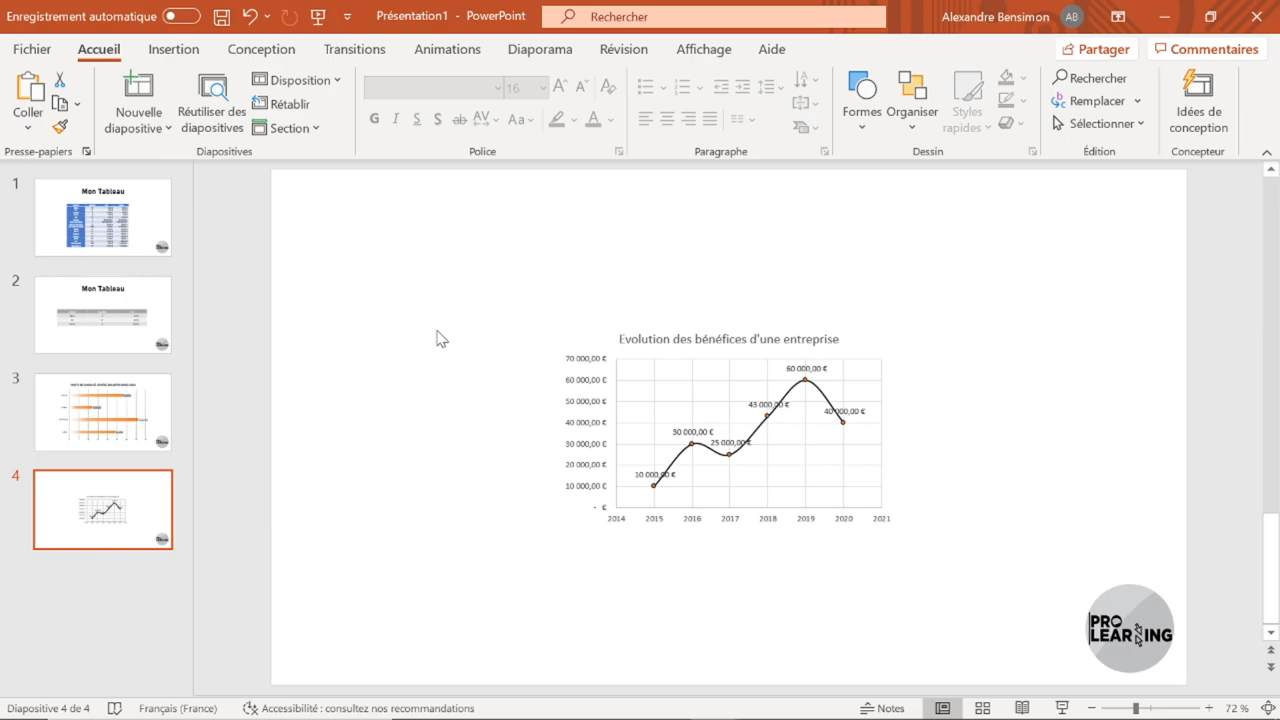 Enregistrement automatique
Présentation1 - PowerPoint
Rechercher
Alexandre Bensimon
AB
Fichier
Accueil
Insertion
Conception
Transitions
Animations
Diaporama
Révision
Affichage
Aide
Partager
Commentaires
Coller
Nouvelle
diapositive
Réutiliser des
diapositives
Disposition
Rétablir
Section
Formes
Organiser
Styles
rapides
Rechercher
Remplacer
Sélectionner
Idées de
conception
Presse-papiers
Diapositives
Police
Paragraphe
Dessin
Édition
Concepteur
1
Mon Tableau
2
Mon Tableau
3
4
Evolution des bénéfices d'une entreprise
70 000,00 €
60 000,00 €
50 000,00 €
40 000,00 €
30 000,00 €
20 000,00 €
10 000,00 €
- €
10 000,00 €
30 000,00 €
25 000,00 €
43 000,00 €
60 000,00 €
40 000,00 €
2014 2015 2016 2017 2018 2019 2020 2021
PRO
LEARNING
Diapositive 4 de 4
Français (France)
Accessibilité : consultez nos recommandations
Notes
72 %